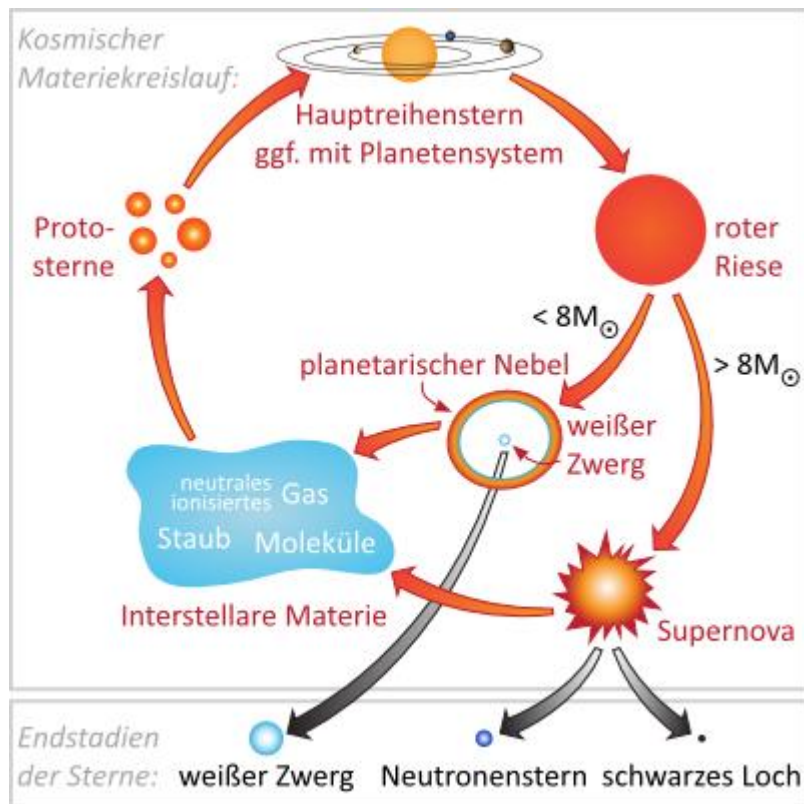 Kosmischer
Materiekreislauf:
Hauptreihenstern
ggf. mit Planetensystem
Proto-
sterne
roter
Riese
< 8M☉
> 8M☉
planetarischer Nebel
weißer
Zwerg
neutrales
ionisiertes Gas
Staub Moleküle
Interstellare Materie
Supernova
Endstadien
der Sterne: weißer Zwerg Neutronenstern schwarzes Loch